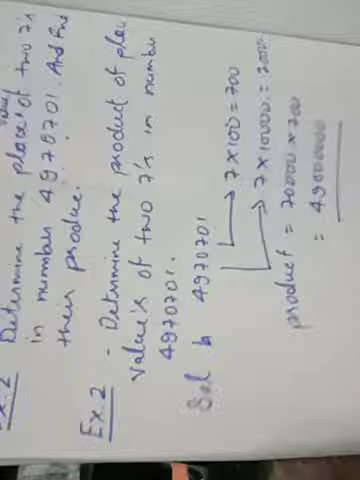 Ex.2 Determine the place of two 7's
value
in number 4970701. And find
their produce.
Ex.2 - Determine the product of place
value's of two 7's in number
4970701.
Sol 4970701
→ 7×100 = 700
→ 7×10000 = 70000
product = 70000×700
= 49000000